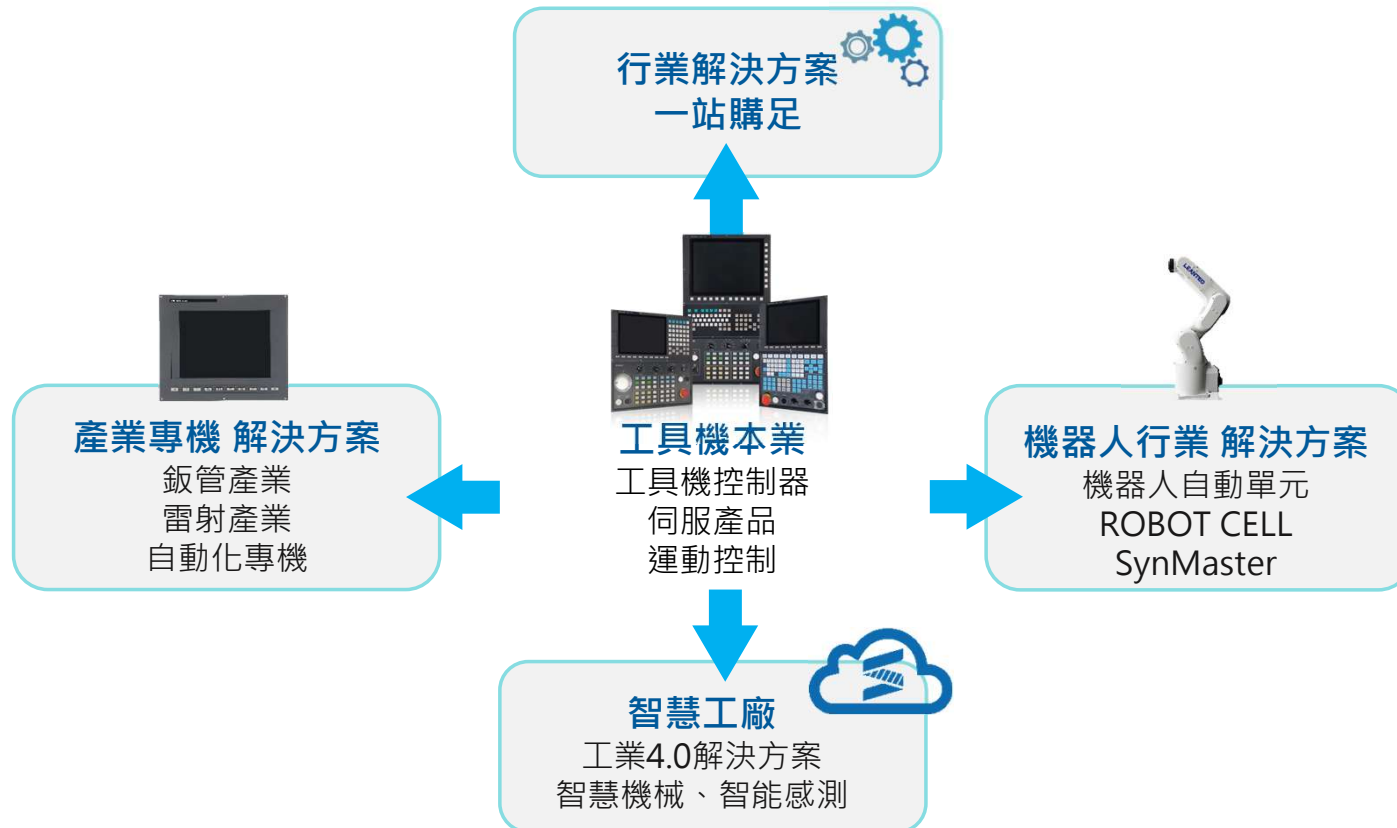 行業解決方案
一站購足
LEANTEC
產業專機 解決方案
鈑管產業
雷射產業
自動化專機
工具機本業
工具機控制器
伺服產品
運動控制
機器人行業 解決方案
機器人自動單元
ROBOT CELL
SynMaster
智慧工廠
工業4.0解決方案
智慧機械、智能感測